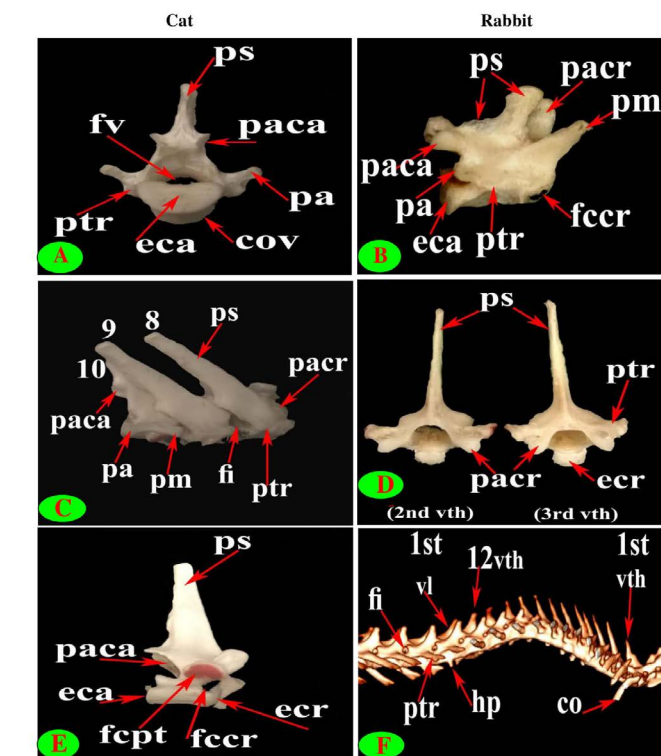 Cat
Rabbit
ps
fv
paca
ptr
pa
eca
cov
A
ps
pacr
pm
paca
pa
eca
ptr
fccr
B
9
8
ps
10
pacr
paca
pa
pm
fi
ptr
C
ps
ptr
pacr
ecr
D
(2nd vth)
(3rd vth)
ps
paca
eca
ecr
fcpt
fccr
E
1st
12vth
1st
vl
vth
fi
ptr
hp
co
F